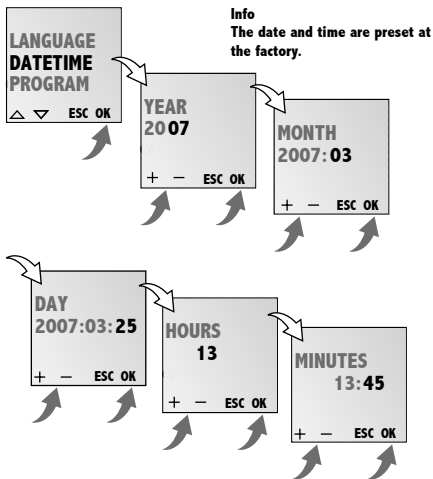 Info
The date and time are preset at
the factory.
LANGUAGE
DATETIME
PROGRAM
ESC OK
YEAR
2007
+ − ESC OK
MONTH
2007:03
+ − ESC OK
DAY
2007:03:25
+ − ESC OK
HOURS
13
+ − ESC OK
MINUTES
13:45
+ − ESC OK